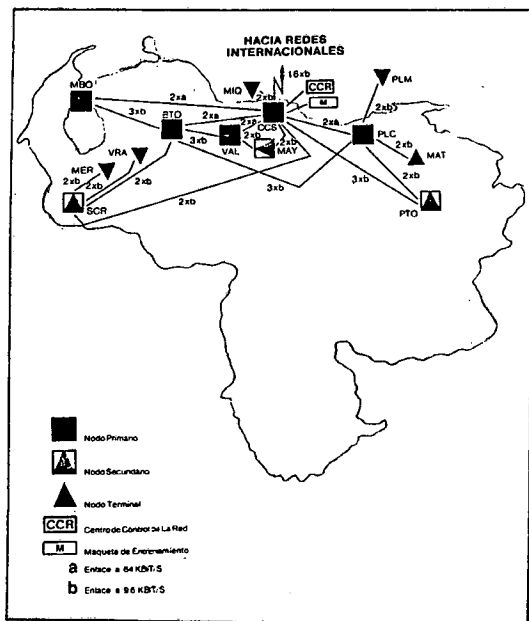 HACIA REDES
INTERNACIONALES
MBO
MIQ
16xb
CCR
M
PLM
2xa
2xb
2xb
3xb
BTO
2xa
CCS
2xa
PLC
2xb
3xb
VAL
2xa
2xb
MAY
MAT
VRA
MER
2xb
2xb
2xb
2xb
3xb
3xb
2xb
SCR
PTO
Nodo Primario
Nodo Secundario
Nodo Terminal
CCR Centro de Control de La Red
M Maqueta de Entrenamiento
a Enlace a 64 KBIT/S
b Enlace a 9.6 KBIT/S